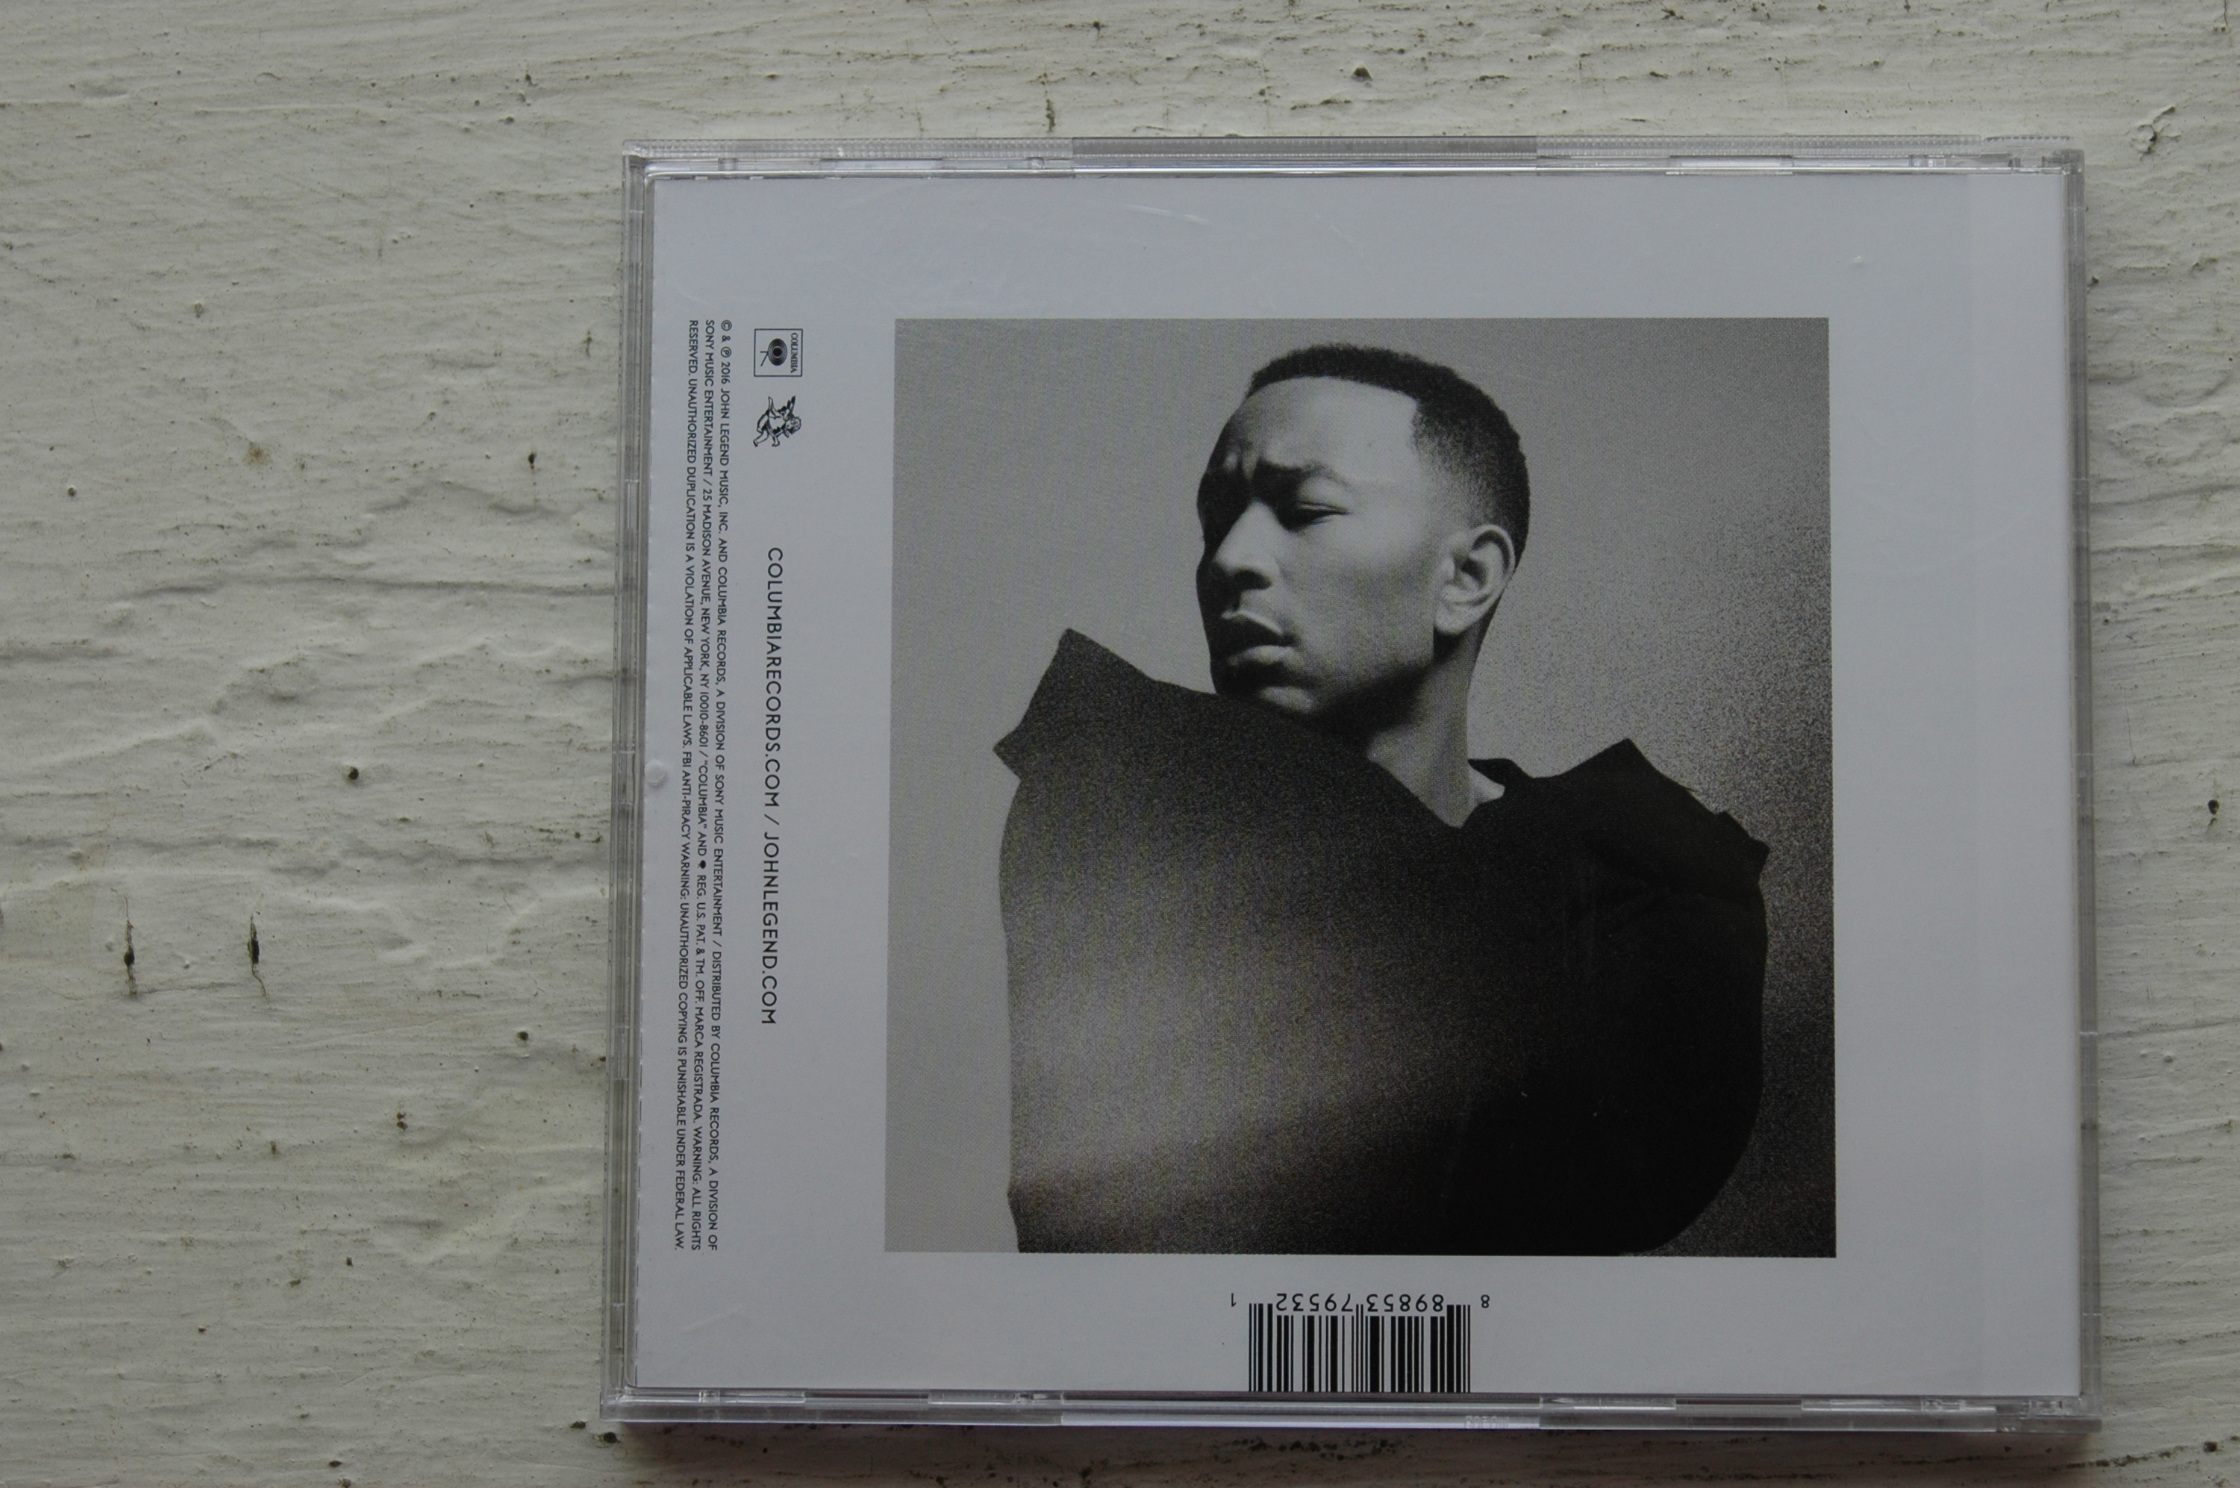 COLUMBIA
COLUMBIARECORDS.COM / JOHNLEGEND.COM
© & ℗ 2016 JOHN LEGEND MUSIC, INC. AND COLUMBIA RECORDS, A DIVISION OF SONY MUSIC ENTERTAINMENT / DISTRIBUTED BY COLUMBIA RECORDS, A DIVISION OF
SONY MUSIC ENTERTAINMENT / 25 MADISON AVENUE, NEW YORK, NY 10010-8601 / "COLUMBIA" AND REG. U.S. PAT. & TM. OFF. MARCA REGISTRADA. WARNING: ALL RIGHTS
RESERVED. UNAUTHORIZED DUPLICATION IS A VIOLATION OF APPLICABLE LAWS. FBI ANTI-PIRACY WARNING: UNAUTHORIZED COPYING IS PUNISHABLE UNDER FEDERAL LAW.
8 89853 79532 1